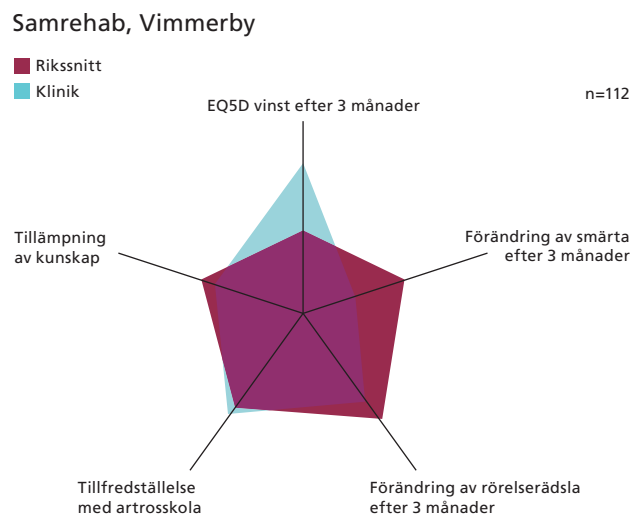 Samrehab, Vimmerby
Rikssnitt
Klinik
n=112
EQ5D vinst efter 3 månader
Tillämpning
av kunskap
Förändring av smärta
efter 3 månader
Tillfredställelse
med artrosskola
Förändring av rörelserädsla
efter 3 månader